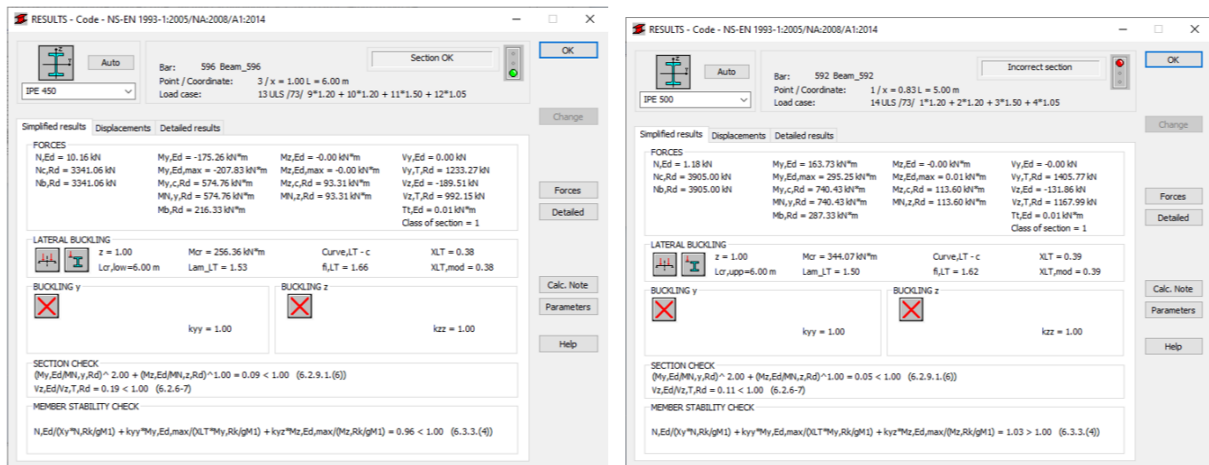 RESULTS - Code - NS-EN 1993-1:2005/NA:2008/A1:2014
Auto
IPE 450
Bar: 596 Beam_596
Point / Coordinate: 3 / x = 1.00 L = 6.00 m
Load case: 13 ULS /73/ 9*1.20 + 10*1.20 + 11*1.50 + 12*1.05
Section OK
OK
Change
Simplified results Displacements Detailed results
FORCES
N,Ed = 10.16 kN My,Ed = -175.26 kN*m Mz,Ed = -0.00 kN*m Vy,Ed = 0.00 kN
Nc,Rd = 3341.06 kN My,Ed,max = -207.83 kN*m Mz,Ed,max = -0.00 kN*m Vy,T,Rd = 1233.27 kN
Nb,Rd = 3341.06 kN My,c,Rd = 574.76 kN*m Mz,c,Rd = 93.31 kN*m Vz,Ed = -189.51 kN
MN,y,Rd = 574.76 kN*m MN,z,Rd = 93.31 kN*m Vz,T,Rd = 992.15 kN
Mb,Rd = 216.33 kN*m Tt,Ed = 0.01 kN*m
Class of section = 1
Forces
Detailed
LATERAL BUCKLING
z = 1.00 Mcr = 256.36 kN*m Curve,LT - c XLT = 0.38
Lcr,low=6.00 m Lam_LT = 1.53 fi,LT = 1.66 XLT,mod = 0.38
BUCKLING y BUCKLING z
kyy = 1.00 kzz = 1.00
Calc. Note
Parameters
Help
SECTION CHECK
(My,Ed/MN,y,Rd)^ 2.00 + (Mz,Ed/MN,z,Rd)^1.00 = 0.09 < 1.00 (6.2.9.1.(6))
Vz,Ed/Vz,T,Rd = 0.19 < 1.00 (6.2.6-7)
MEMBER STABILITY CHECK
N,Ed/(Xy*N,Rk/gM1) + kyy*My,Ed,max/(XLT*My,Rk/gM1) + kyz*Mz,Ed,max/(Mz,Rk/gM1) = 0.96 < 1.00 (6.3.3.(4))
RESULTS - Code - NS-EN 1993-1:2005/NA:2008/A1:2014
Auto
IPE 500
Bar: 592 Beam_592
Point / Coordinate: 1 / x = 0.83 L = 5.00 m
Load case: 14 ULS /73/ 1*1.20 + 2*1.20 + 3*1.50 + 4*1.05
Incorrect section
OK
Change
Simplified results Displacements Detailed results
FORCES
N,Ed = 1.18 kN My,Ed = 163.73 kN*m Mz,Ed = -0.00 kN*m Vy,Ed = -0.00 kN
Nc,Rd = 3905.00 kN My,Ed,max = 295.25 kN*m Mz,Ed,max = 0.01 kN*m Vy,T,Rd = 1405.77 kN
Nb,Rd = 3905.00 kN My,c,Rd = 740.43 kN*m Mz,c,Rd = 113.60 kN*m Vz,Ed = -131.86 kN
MN,y,Rd = 740.43 kN*m MN,z,Rd = 113.60 kN*m Vz,T,Rd = 1167.99 kN
Mb,Rd = 287.33 kN*m Tt,Ed = 0.01 kN*m
Class of section = 1
Forces
Detailed
LATERAL BUCKLING
z = 1.00 Mcr = 344.07 kN*m Curve,LT - c XLT = 0.39
Lcr,upp=6.00 m Lam_LT = 1.50 fi,LT = 1.62 XLT,mod = 0.39
BUCKLING y BUCKLING z
kyy = 1.00 kzz = 1.00
Calc. Note
Parameters
Help
SECTION CHECK
(My,Ed/MN,y,Rd)^ 2.00 + (Mz,Ed/MN,z,Rd)^1.00 = 0.05 < 1.00 (6.2.9.1.(6))
Vz,Ed/Vz,T,Rd = 0.11 < 1.00 (6.2.6-7)
MEMBER STABILITY CHECK
N,Ed/(Xy*N,Rk/gM1) + kyy*My,Ed,max/(XLT*My,Rk/gM1) + kyz*Mz,Ed,max/(Mz,Rk/gM1) = 1.03 > 1.00 (6.3.3.(4))